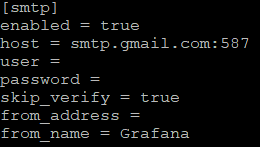 [smtp]
enabled = true
host = smtp.gmail.com:587
user =
password =
skip_verify = true
from_address =
from_name = Grafana